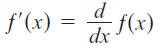 f′(x) = d/dx f(x)